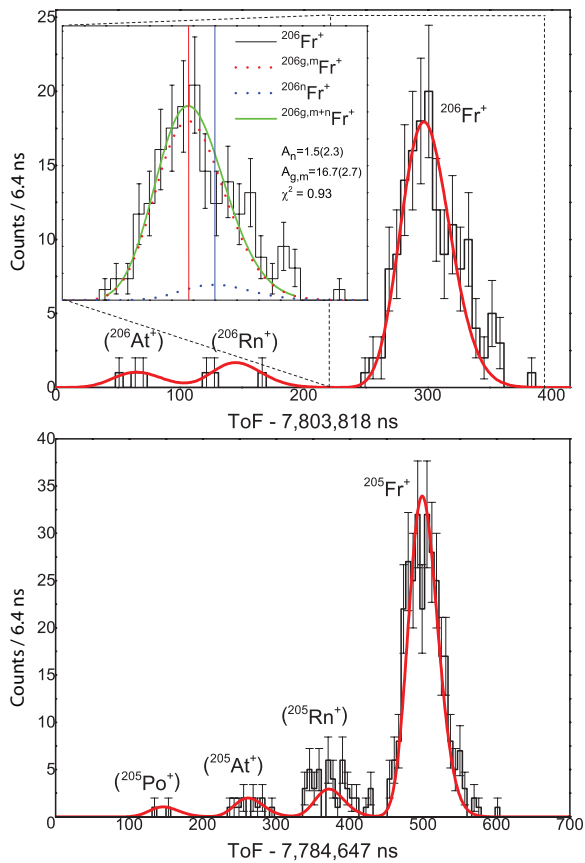 25
20
15
10
5
0
Counts / 6.4 ns
²⁰⁶Fr⁺
²⁰⁶ᵍ,ᵐFr⁺
²⁰⁶ⁿFr⁺
²⁰⁶ᵍ,ᵐ⁺ⁿFr⁺
Aₙ=1.5(2.3)
A_g,m=16.7(2.7)
χ² = 0.93
²⁰⁶Fr⁺
(²⁰⁶At⁺) (²⁰⁶Rn⁺)
0 100 200 300 400
ToF - 7,803,818 ns
40
35
30
25
20
15
10
5
0
Counts / 6.4 ns
²⁰⁵Fr⁺
(²⁰⁵Rn⁺)
(²⁰⁵At⁺)
(²⁰⁵Po⁺)
100 200 300 400 500 600 700
ToF - 7,784,647 ns